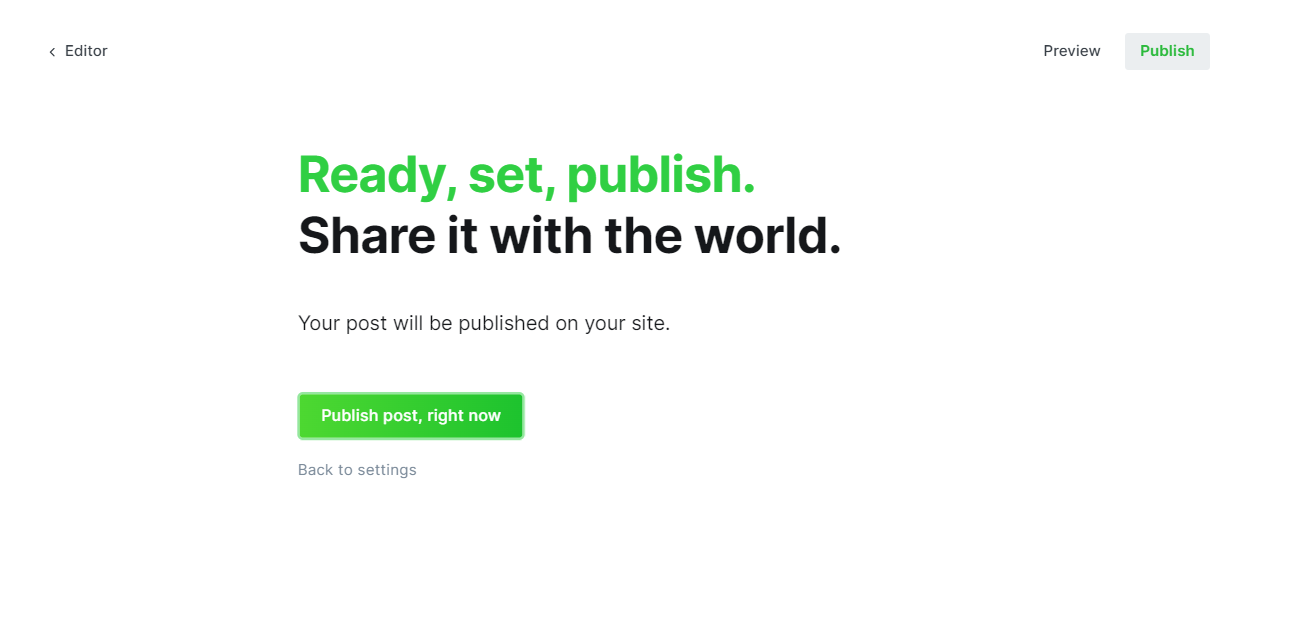 Editor
Preview
Publish
Ready, set, publish.
Share it with the world.
Your post will be published on your site.
Publish post, right now
Back to settings